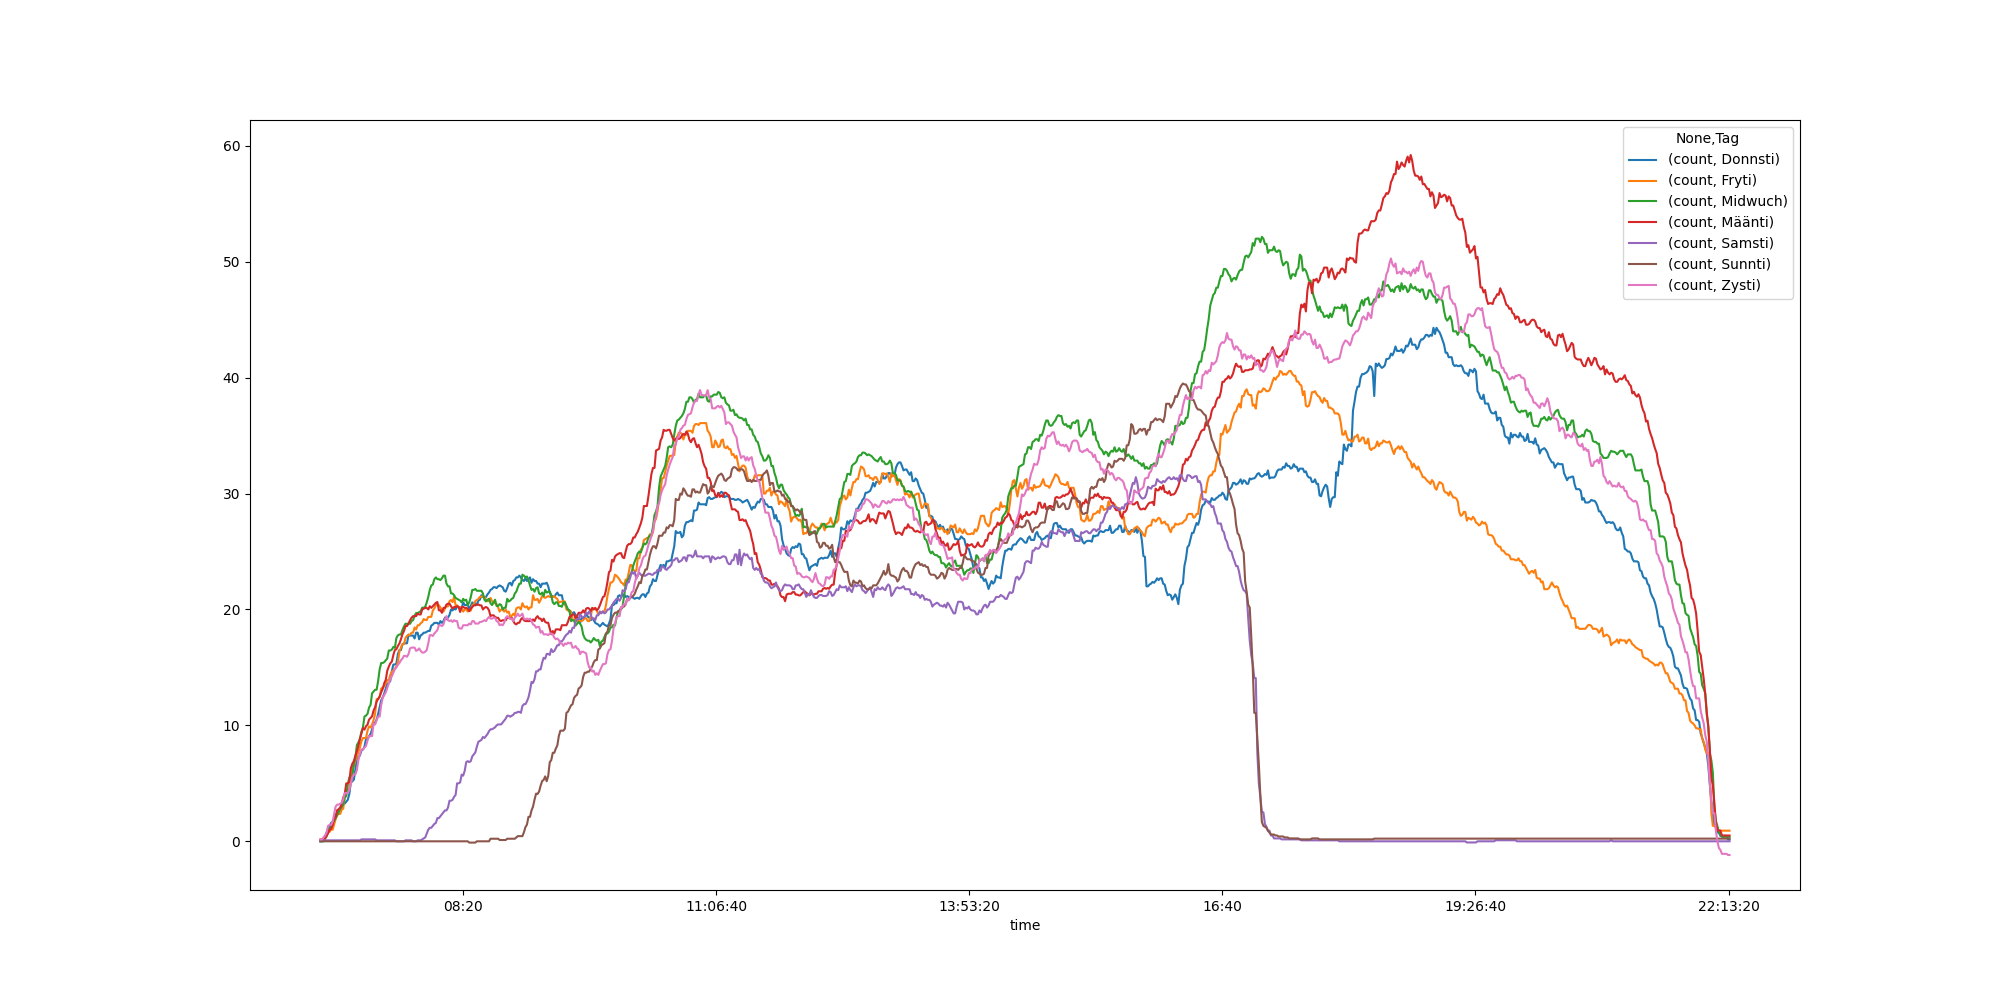 None,Tag
(count, Donnsti)
(count, Fryti)
(count, Midwuch)
(count, Määnti)
(count, Samsti)
(count, Sunnti)
(count, Zysti)
60
50
40
30
20
10
0
08:20 11:06:40 13:53:20 16:40 19:26:40 22:13:20
time